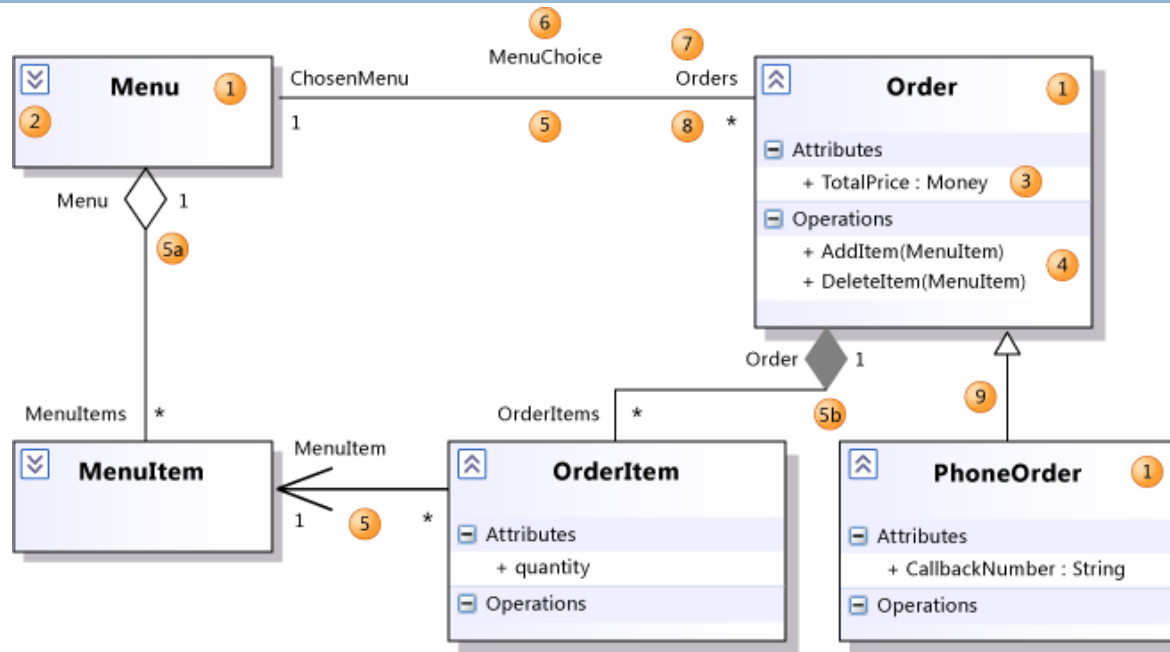 6
MenuChoice
7
Menu 1
ChosenMenu
Orders
Order 1
2
1
5
8 *
Attributes
+ TotalPrice : Money 3
Menu 1
Operations
5a
+ AddItem(MenuItem)
4
+ DeleteItem(MenuItem)
Order 1
9
MenuItems *
OrderItems *
5b
MenuItem
MenuItem
OrderItem
PhoneOrder 1
1
5
*
Attributes
+ quantity
Operations
Attributes
+ CallbackNumber : String
Operations